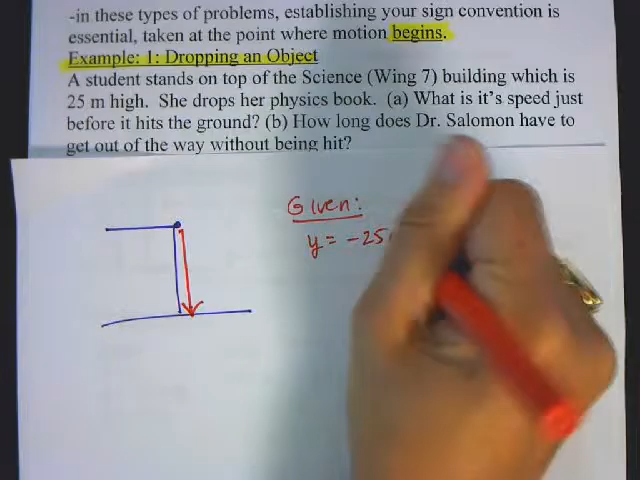 -in these types of problems, establishing your sign convention is
essential, taken at the point where motion begins.
Example: 1: Dropping an Object
A student stands on top of the Science (Wing 7) building which is
25 m high. She drops her physics book. (a) What is it's speed just
before it hits the ground? (b) How long does Dr. Salomon have to
get out of the way without being hit?
Given:
y = -25